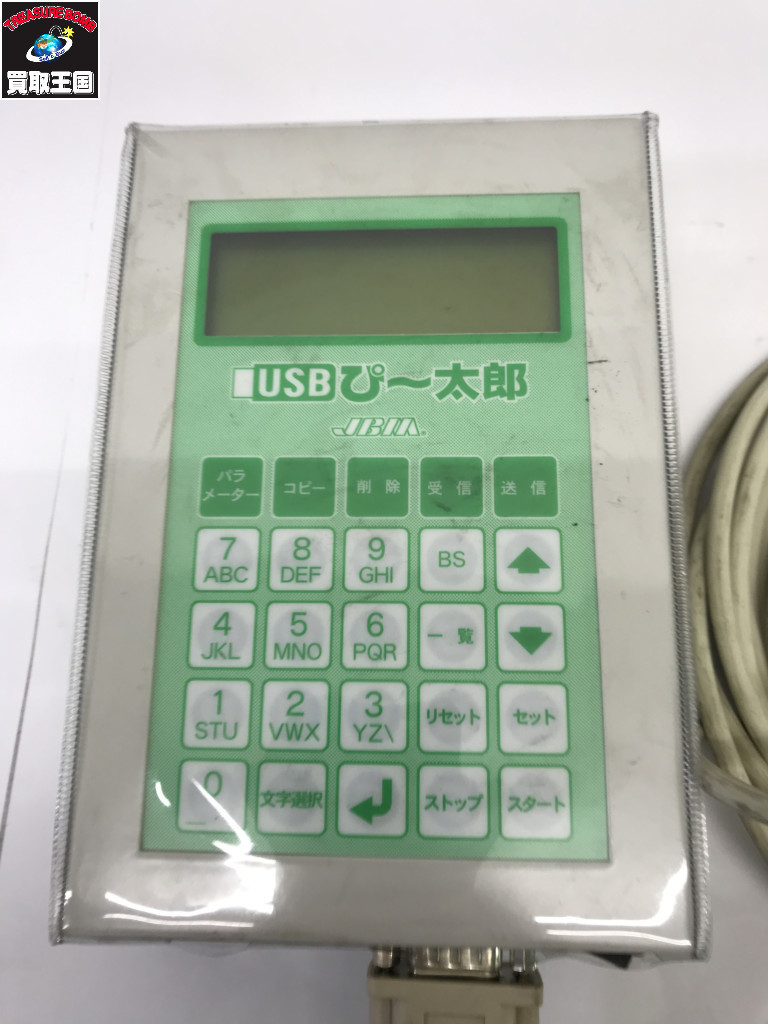 TREASURE BOMB
買取王国
USBぴ〜太郎
JBM®
パラメーター コピー 削除 受信 送信
7 8 9 BS
ABC DEF GHI
4 5 6 一覧
JKL MNO PQR
1 2 3 リセット セット
STU VWX YZ\
0 文字選択 ストップ スタート